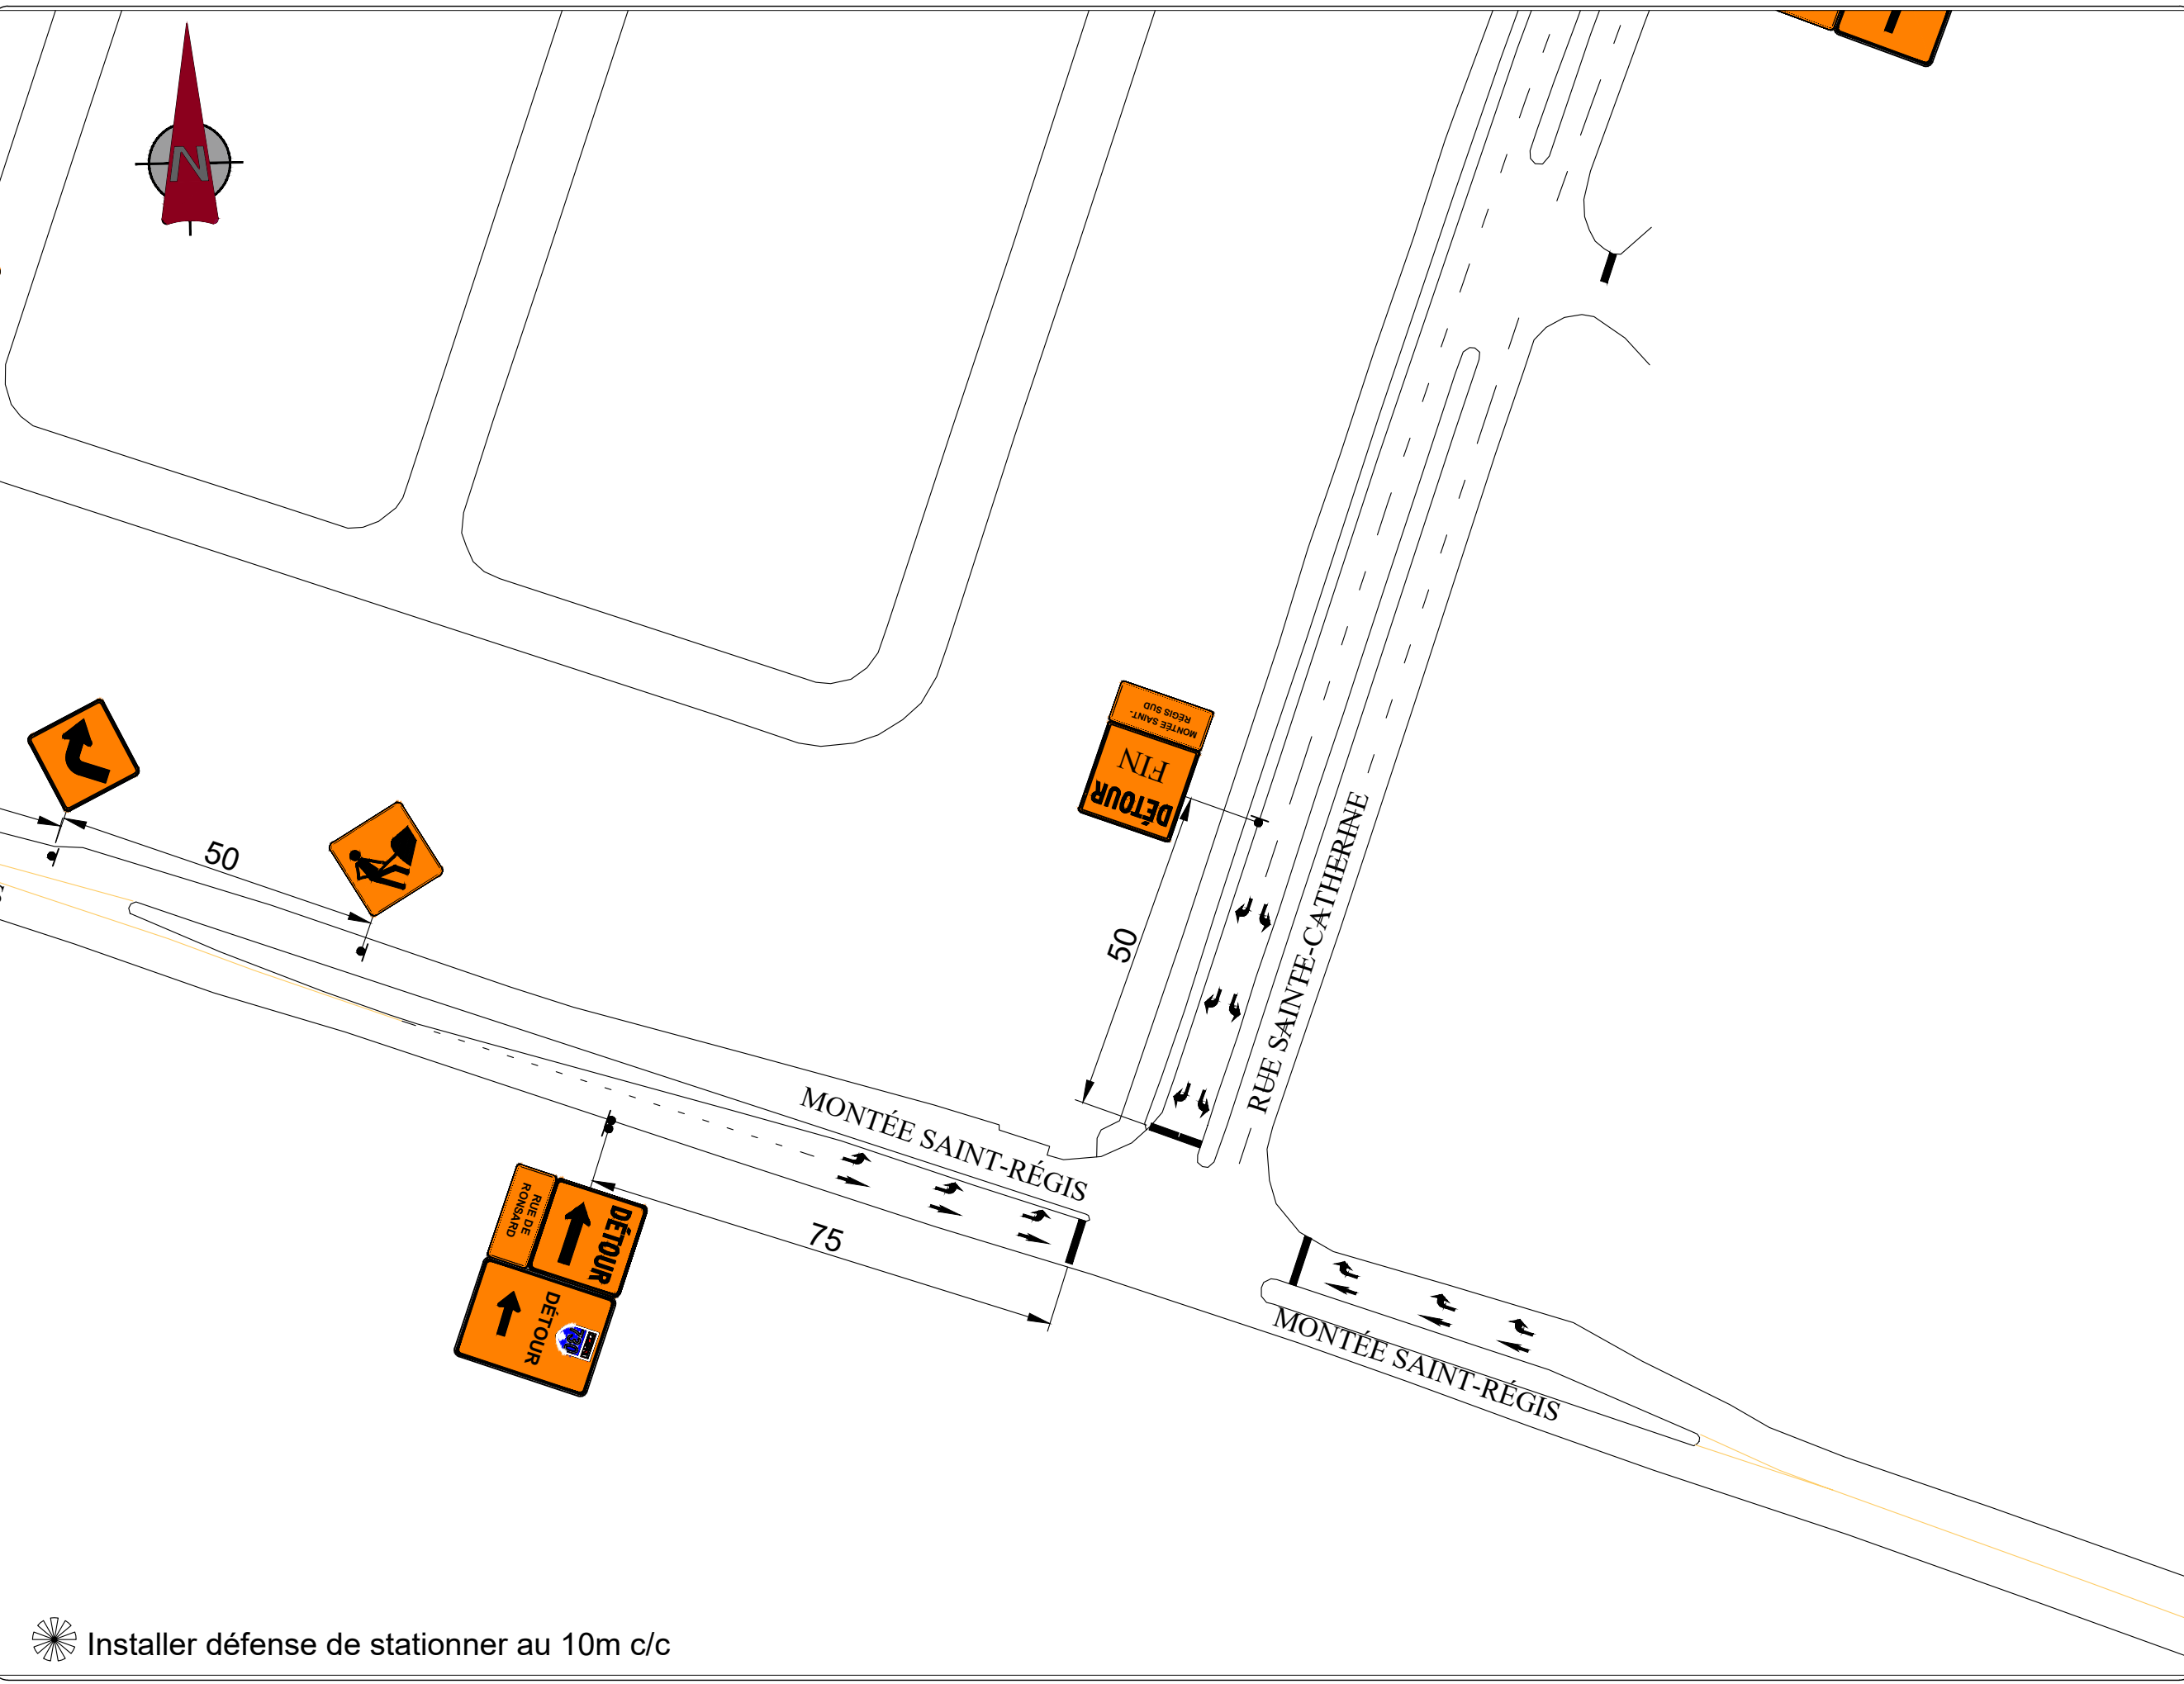 N
MONTÉE SAINT-
RÉGIS SUD
FIN
DÉTOUR
50
50
RUE SAINTE-CATHERINE
MONTÉE SAINT-RÉGIS
DÉTOUR
RUE DE
RONSARD
DÉTOUR
75
MONTÉE SAINT-RÉGIS
Installer défense de stationner au 10m c/c